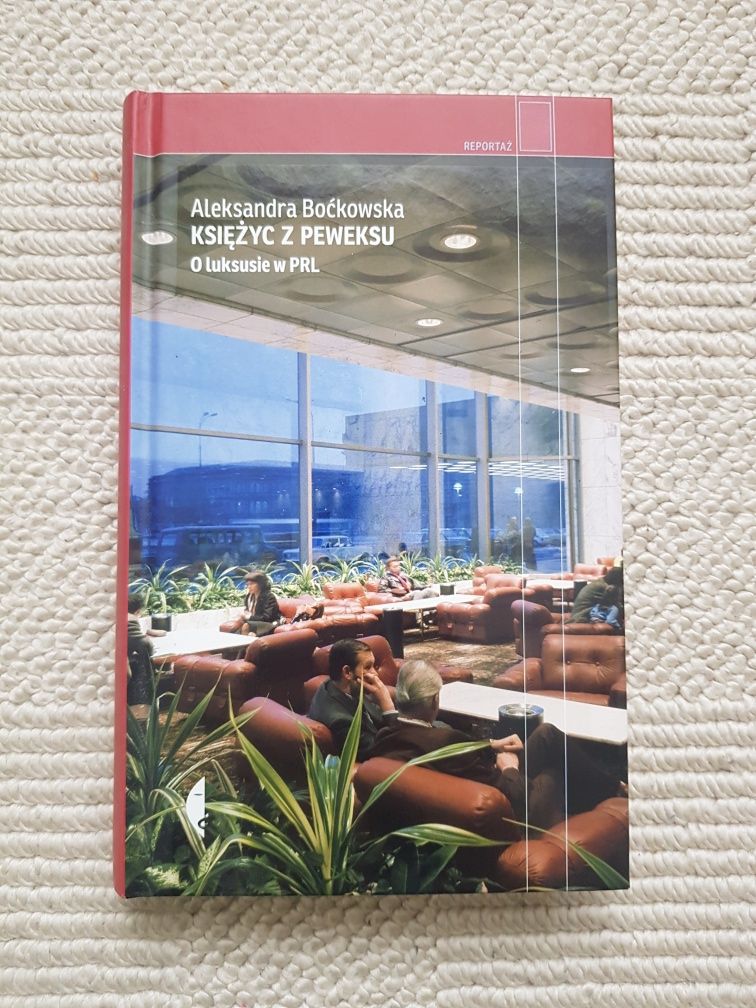 REPORTAŻ
Aleksandra Boćkowska
KSIĘŻYC Z PEWEKSU
O luksusie w PRL